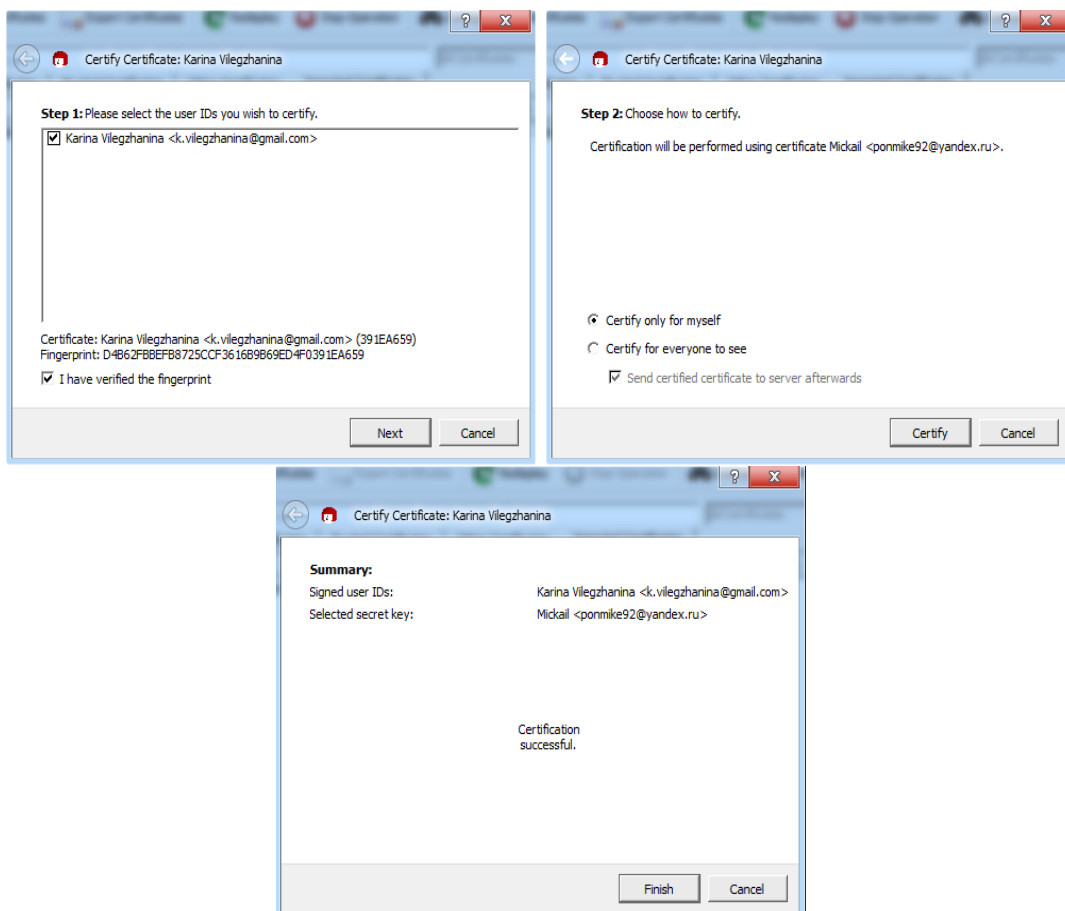 Certify Certificate: Karina Vilegzhanina
Step 1: Please select the user IDs you wish to certify.
Karina Vilegzhanina <k.vilegzhanina@gmail.com>
Certificate: Karina Vilegzhanina <k.vilegzhanina@gmail.com> (391EA659)
Fingerprint: D4B62FBBEFB8725CCF3616B9B69ED4F0391EA659
I have verified the fingerprint
Next
Cancel
Certify Certificate: Karina Vilegzhanina
Step 2: Choose how to certify.
Certification will be performed using certificate Mickail <ponmike92@yandex.ru>.
Certify only for myself
Certify for everyone to see
Send certified certificate to server afterwards
Certify
Cancel
Certify Certificate: Karina Vilegzhanina
Summary:
Signed user IDs: Karina Vilegzhanina <k.vilegzhanina@gmail.com>
Selected secret key: Mickail <ponmike92@yandex.ru>
Certification
successful.
Finish
Cancel